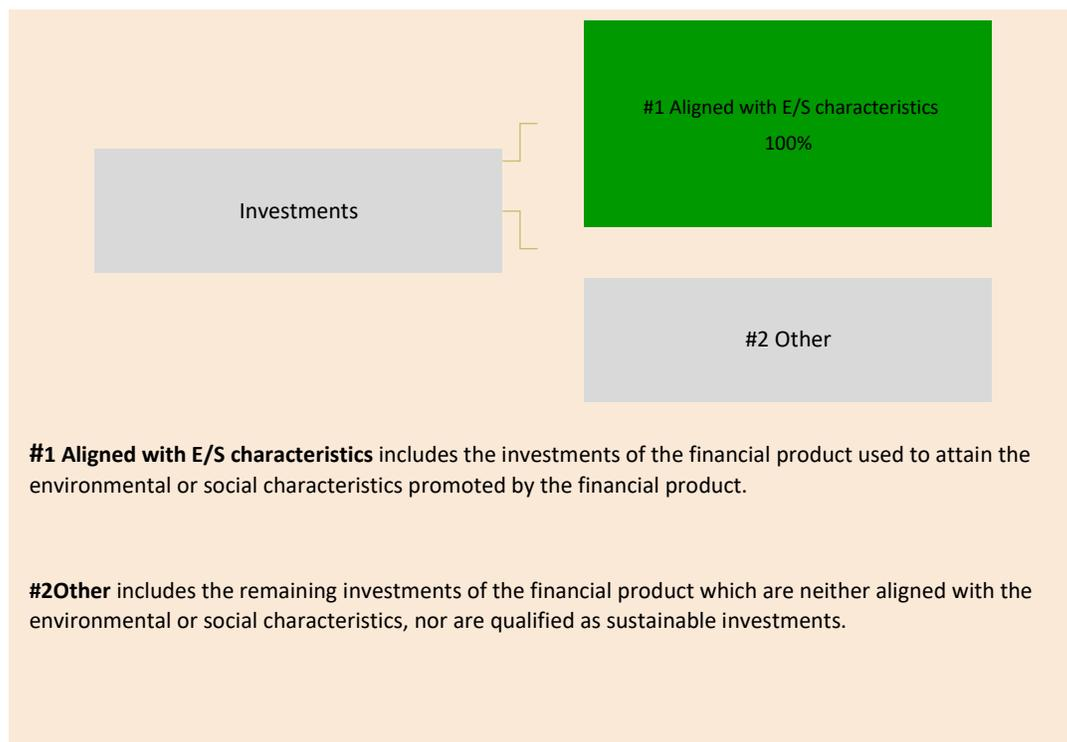 #1 Aligned with E/S characteristics
100%
Investments
#2 Other
#1 Aligned with E/S characteristics includes the investments of the financial product used to attain the
environmental or social characteristics promoted by the financial product.
#2Other includes the remaining investments of the financial product which are neither aligned with the
environmental or social characteristics, nor are qualified as sustainable investments.